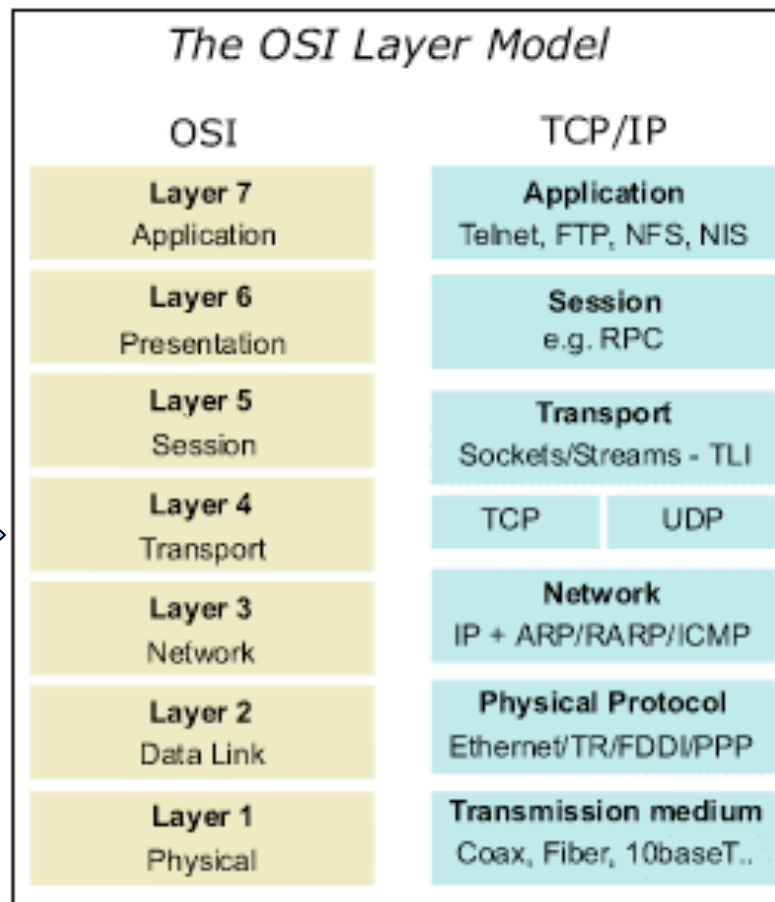 The OSI Layer Model
OSI
Layer 7
Application
Layer 6
Presentation
Layer 5
Session
Layer 4
Transport
Layer 3
Network
Layer 2
Data Link
Layer 1
Physical
TCP/IP
Application
Telnet, FTP, NFS, NIS
Session
e.g. RPC
Transport
Sockets/Streams - TLI
TCP UDP
Network
IP + ARP/RARP/ICMP
Physical Protocol
Ethernet/TR/FDDI/PPP
Transmission medium
Coax, Fiber, 10baseT..